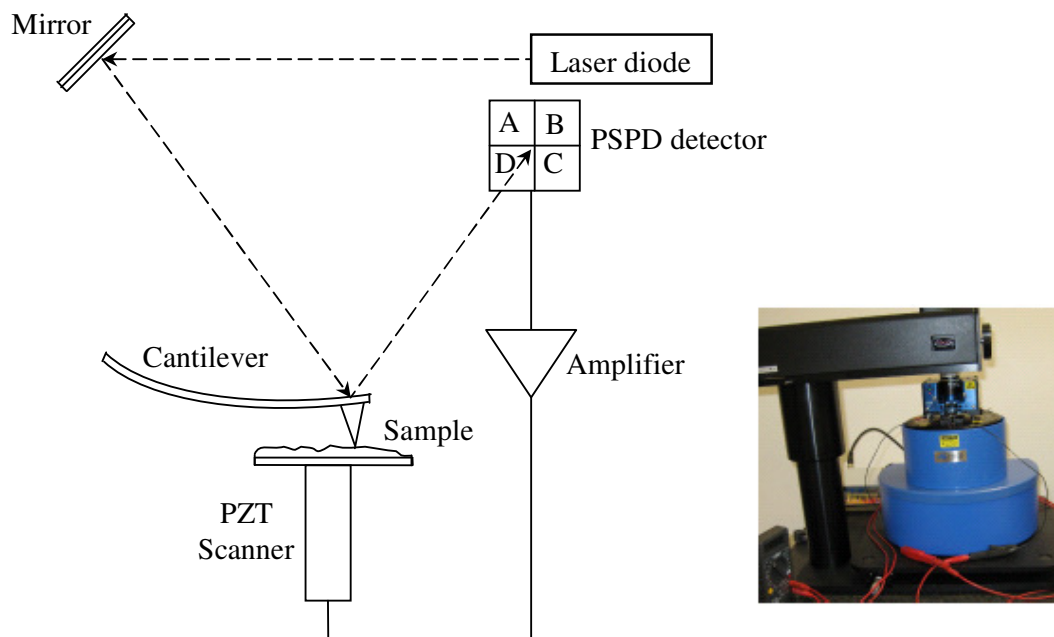 Mirror
Laser diode
A B
PSPD detector
D C
Cantilever
Amplifier
Sample
PZT
Scanner